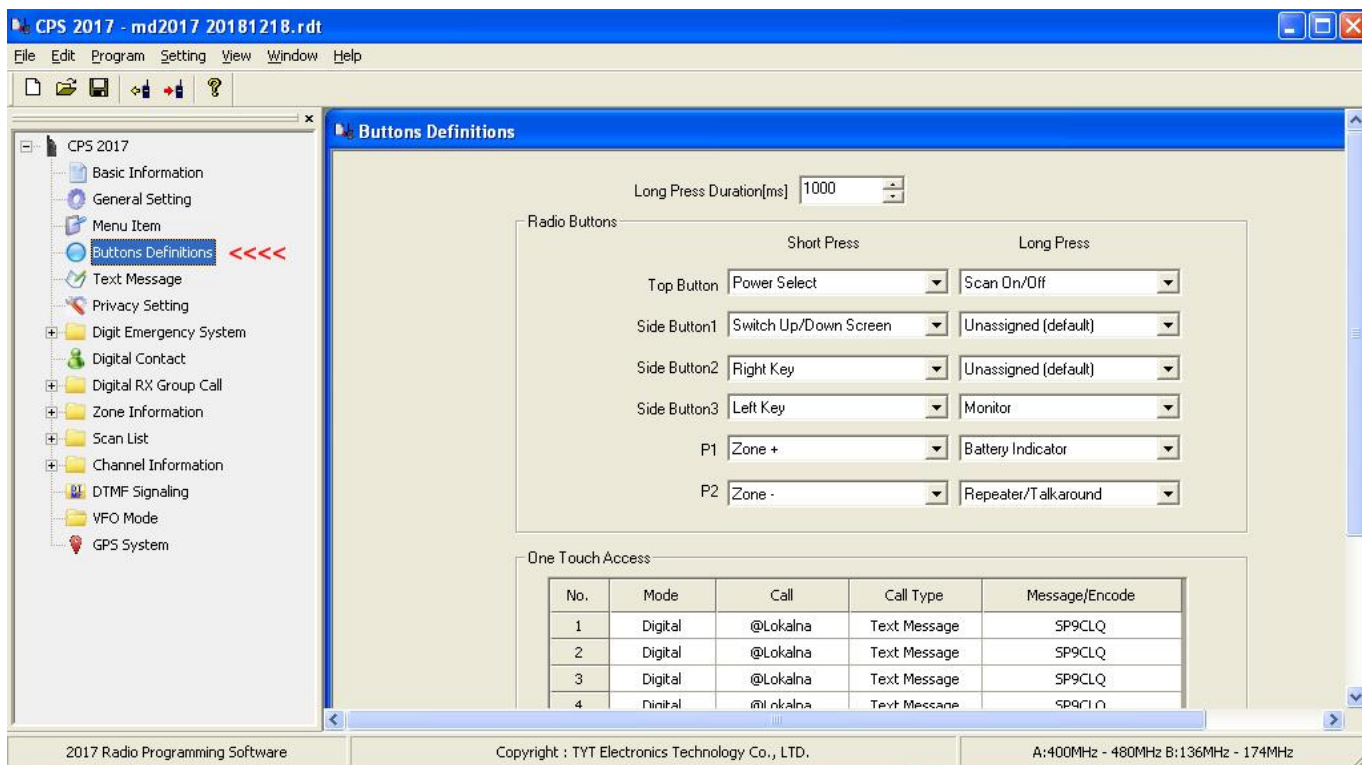 CPS 2017 - md2017 20181218.rdt
File Edit Program Setting View Window Help
CPS 2017
Basic Information
General Setting
Menu Item
Buttons Definitions <<<<
Text Message
Privacy Setting
Digit Emergency System
Digital Contact
Digital RX Group Call
Zone Information
Scan List
Channel Information
DTMF Signaling
VFO Mode
GPS System
Buttons Definitions
Long Press Duration[ms] 1000
Radio Buttons
Short Press Long Press
Top Button Power Select Scan On/Off
Side Button1 Switch Up/Down Screen Unassigned (default)
Side Button2 Right Key Unassigned (default)
Side Button3 Left Key Monitor
P1 Zone + Battery Indicator
P2 Zone - Repeater/Talkaround
One Touch Access
No. Mode Call Call Type Message/Encode
1 Digital @Lokalna Text Message SP9CLQ
2 Digital @Lokalna Text Message SP9CLQ
3 Digital @Lokalna Text Message SP9CLQ
4 Digital @Lokalna Text Message SP9CLQ
2017 Radio Programming Software Copyright : TYT Electronics Technology Co., LTD. A:400MHz - 480MHz B:136MHz - 174MHz